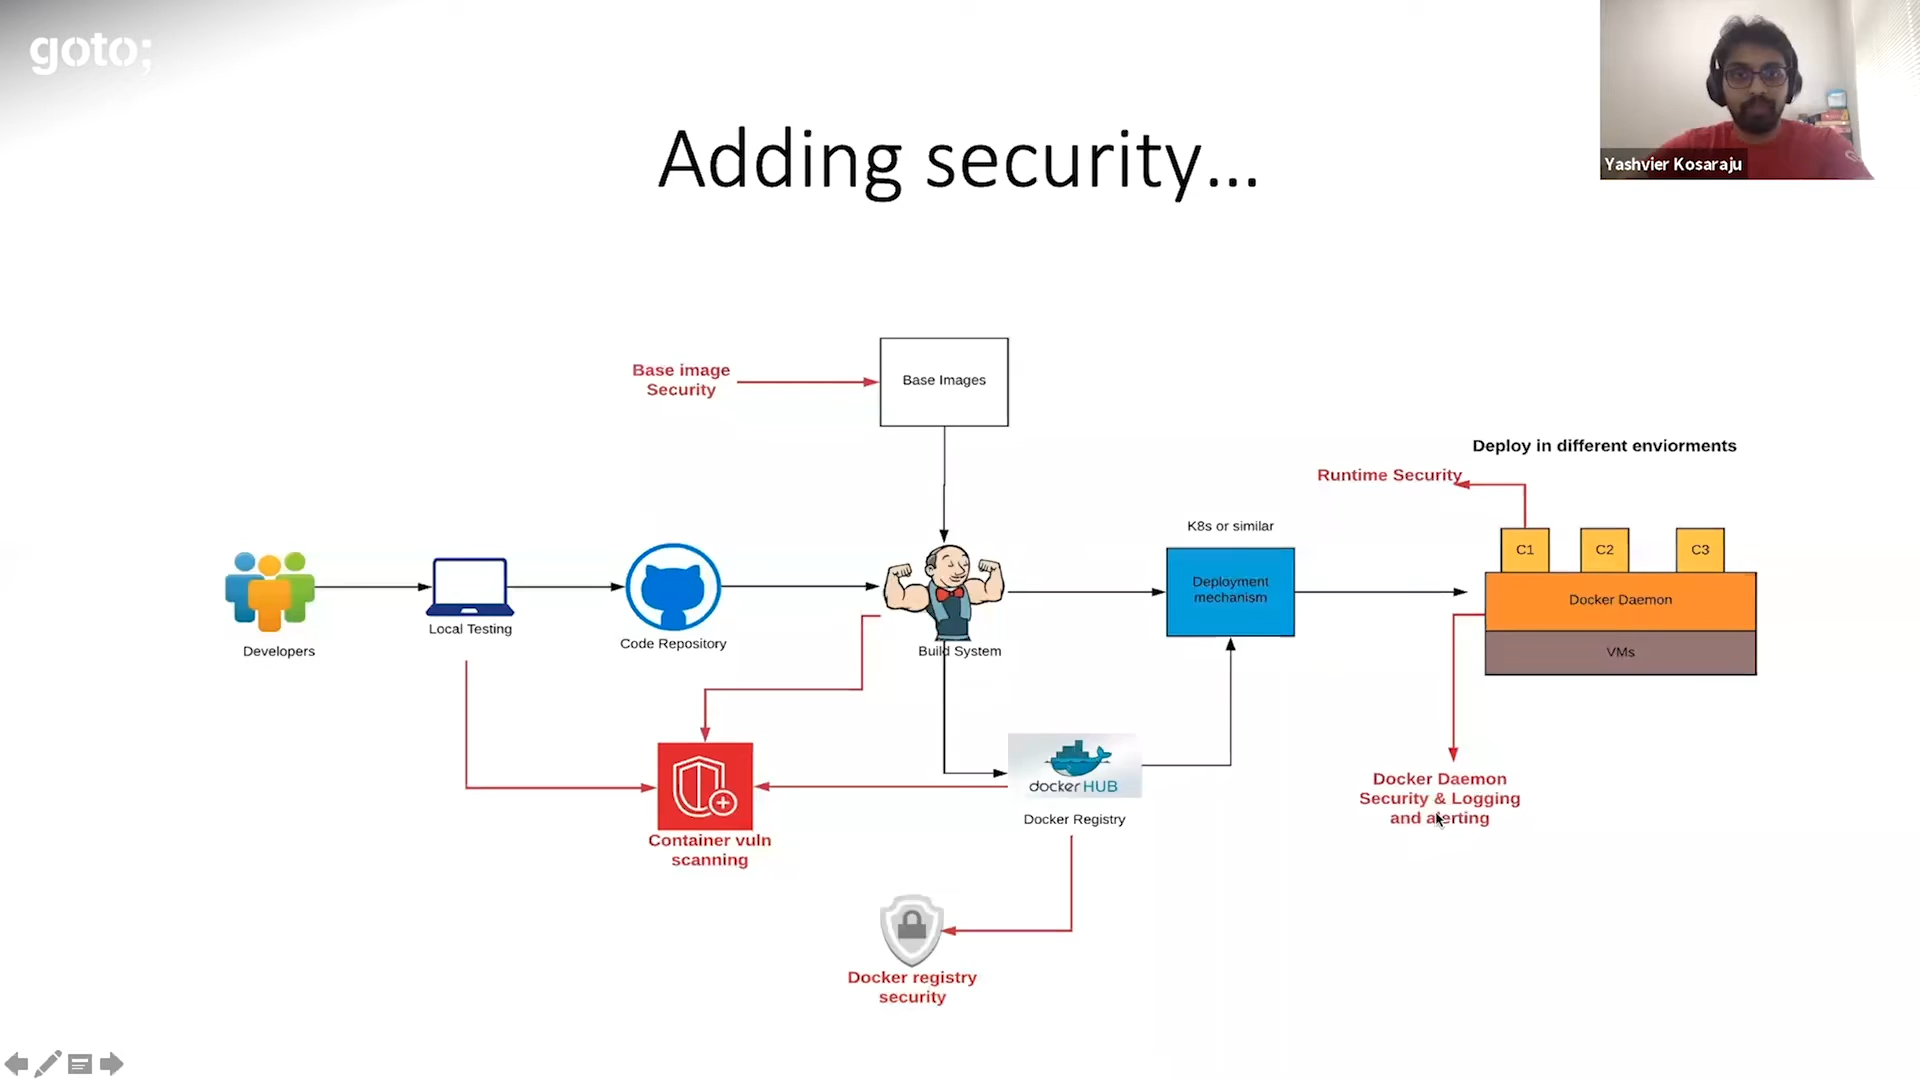 goto;
Yashvier Kosaraju
Adding security...
Base image
Security
Base Images
Deploy in different enviorments
Runtime Security
K8s or similar
C1
C2
C3
Deployment
mechanism
Docker Daemon
VMs
Developers
Local Testing
Code Repository
Build System
docker HUB
Docker Registry
Container vuln
scanning
Docker Daemon
Security & Logging
and alerting
Docker registry
security